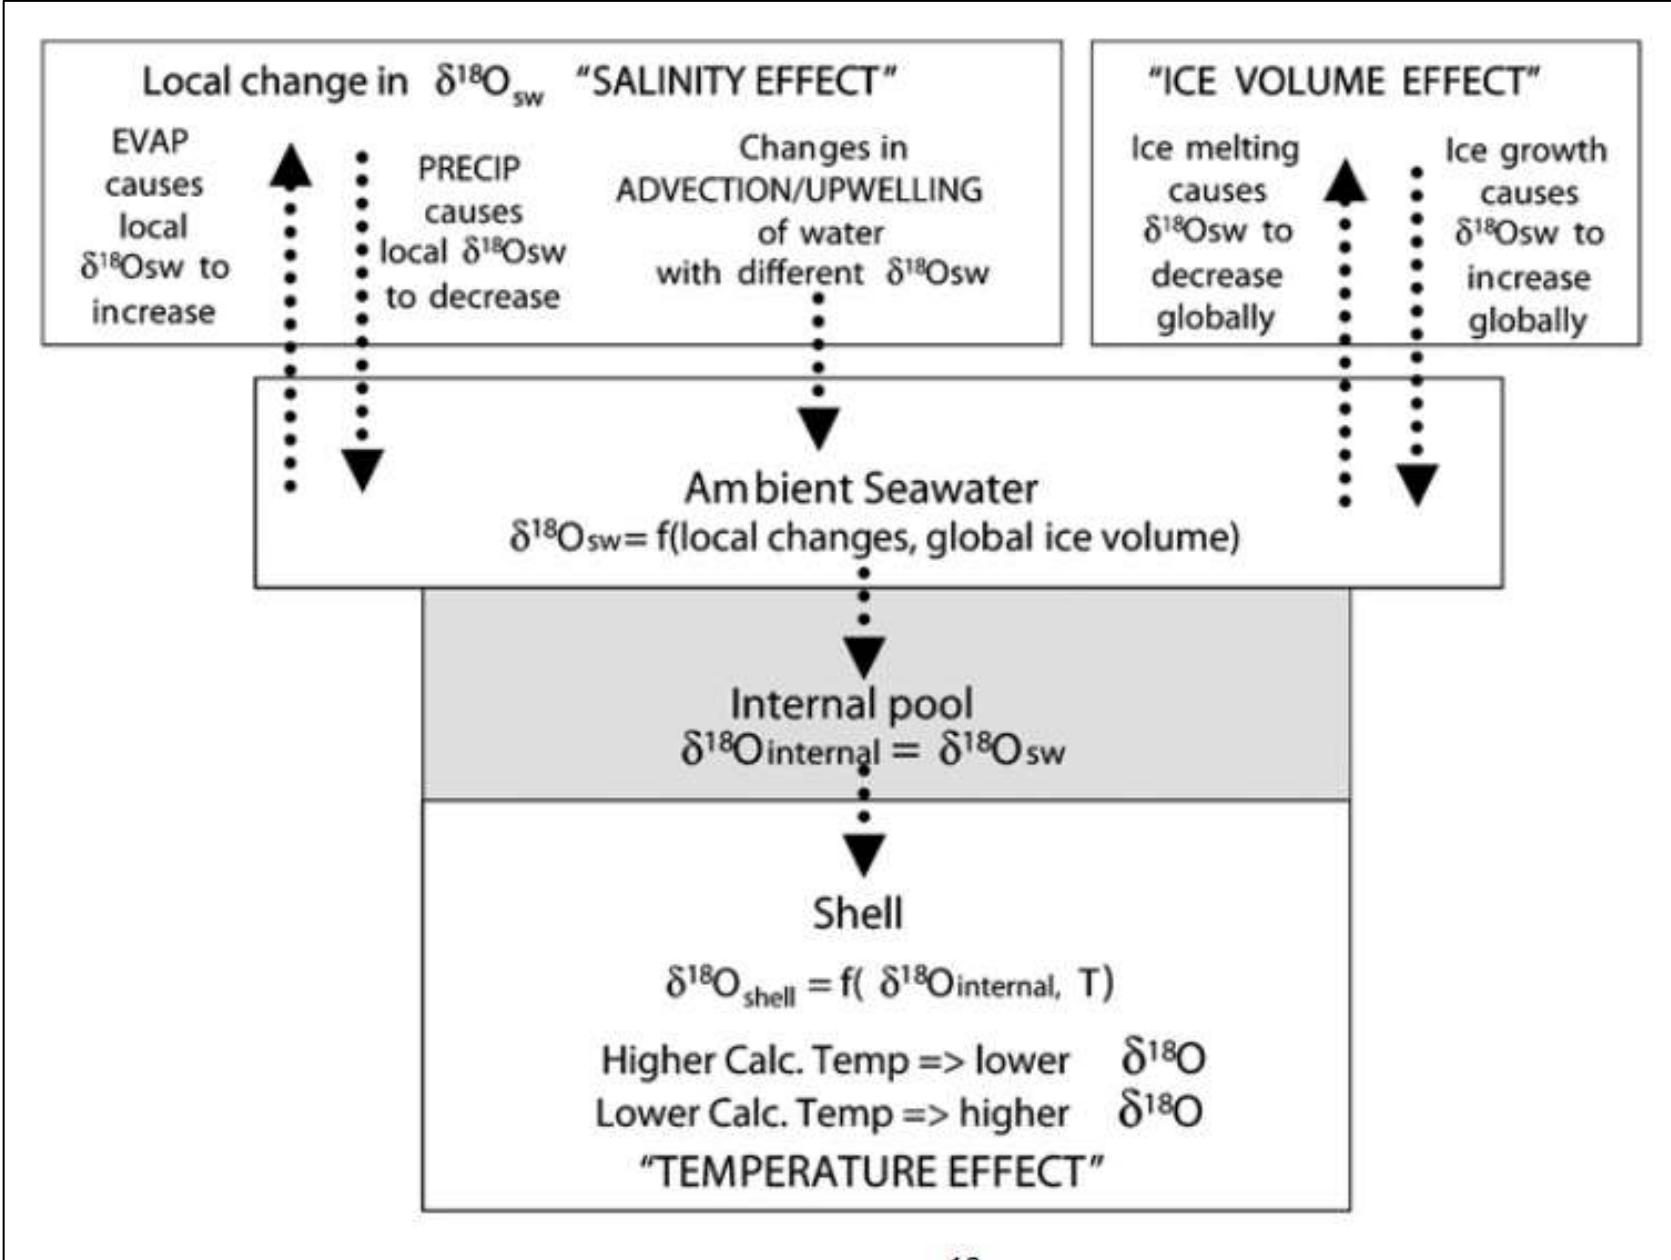 Local change in δ¹⁸Osw "SALINITY EFFECT"
EVAP
causes
local
δ¹⁸Osw to
increase
PRECIP
causes
local δ¹⁸Osw
to decrease
Changes in
ADVECTION/UPWELLING
of water
with different δ¹⁸Osw
"ICE VOLUME EFFECT"
Ice melting
causes
δ¹⁸Osw to
decrease
globally
Ice growth
causes
δ¹⁸Osw to
increase
globally
Ambient Seawater
δ¹⁸Osw= f(local changes, global ice volume)
Internal pool
δ¹⁸Ointernal = δ¹⁸Osw
Shell
δ¹⁸Oshell = f( δ¹⁸Ointernal, T)
Higher Calc. Temp => lower δ¹⁸O
Lower Calc. Temp => higher δ¹⁸O
"TEMPERATURE EFFECT"